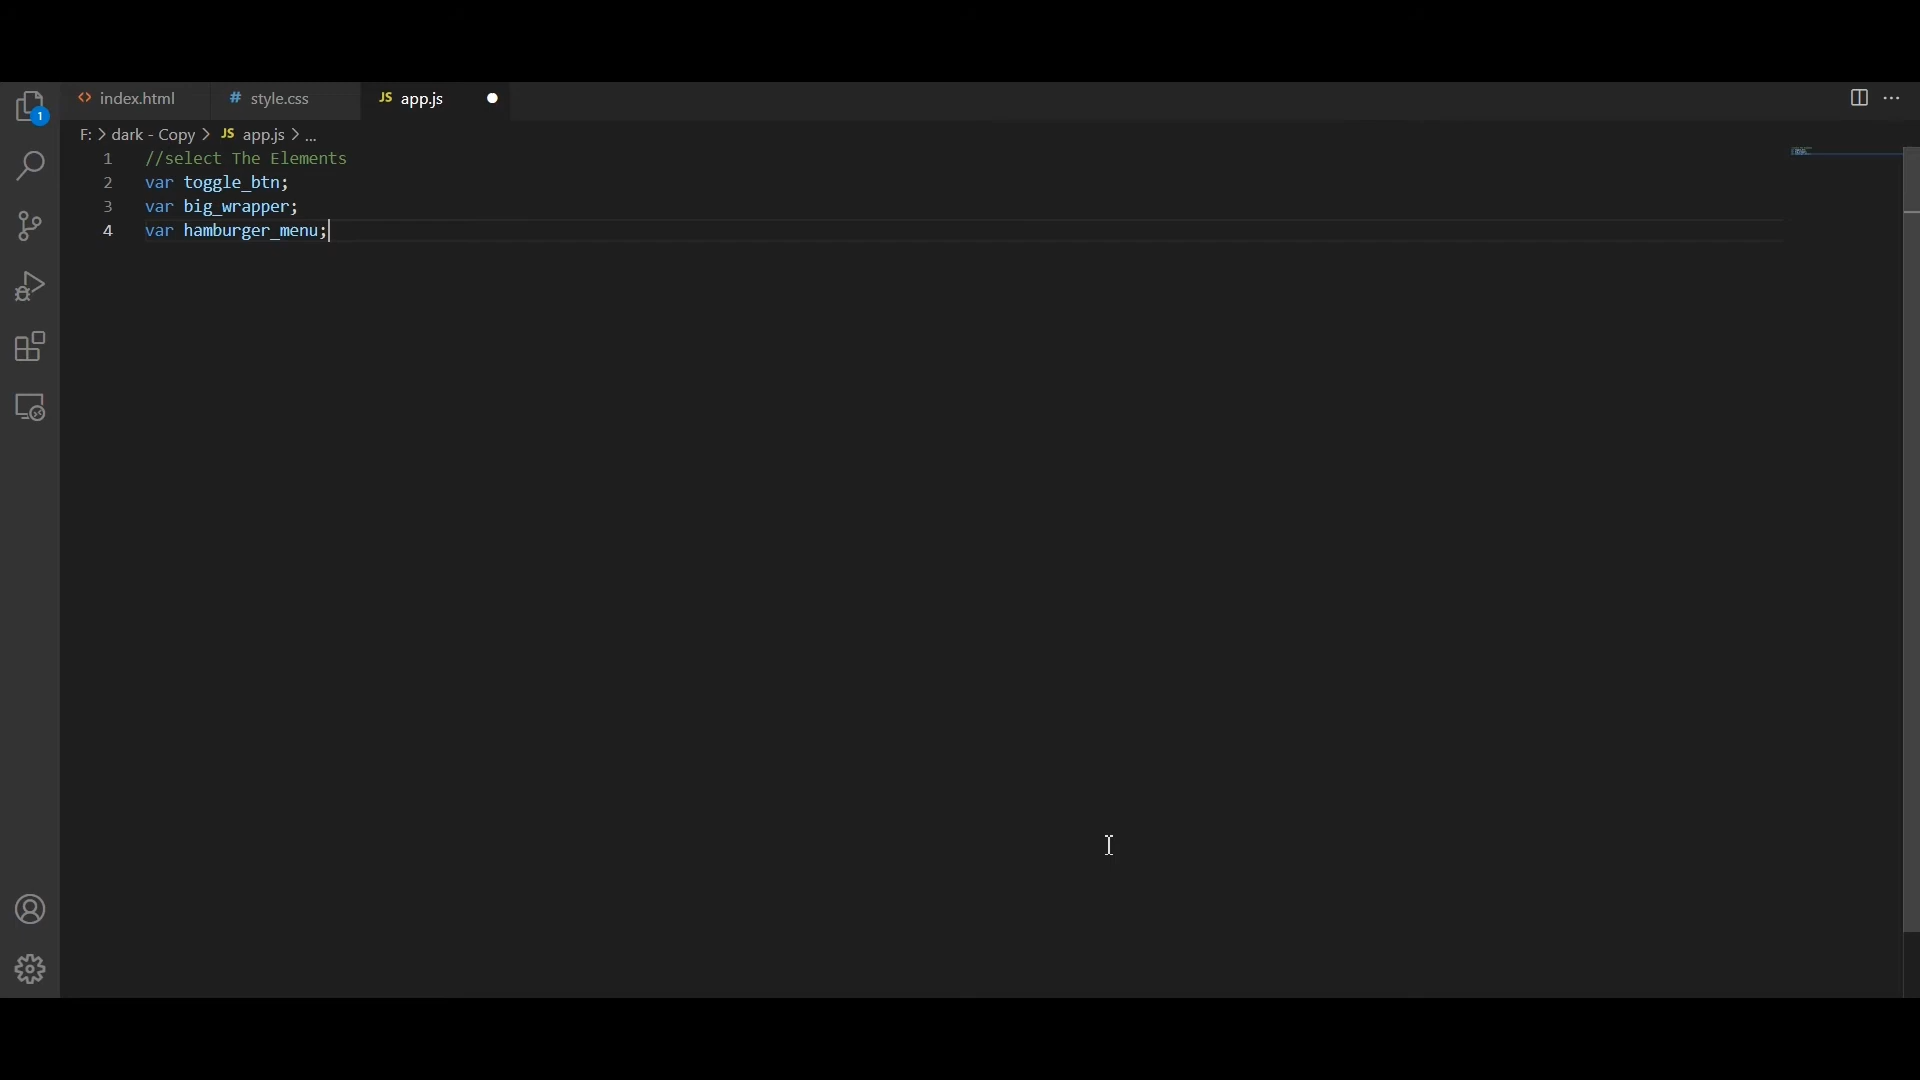 <> index.html # style.css JS app.js
F: > dark - Copy > JS app.js > ...
1 //select The Elements
2 var toggle_btn;
3 var big_wrapper;
4 var hamburger_menu;
1